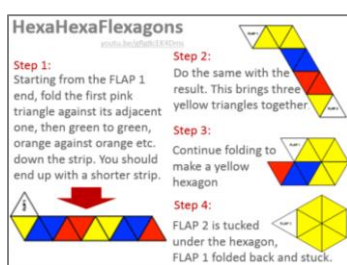 HexaHexaFlexagons
Step 1:
Starting from the FLAP 1
end, fold the first pink
triangle against its adjacent
one, then green to green,
orange against orange etc.
down the strip. You should
end up with a shorter strip.
Step 2:
Do the same with the
result. This brings three
yellow triangles together.
Step 3:
Continue folding to
make a yellow
hexagon
Step 4:
FLAP 2 is tucked
under the hexagon,
FLAP 1 folded back and stuck.